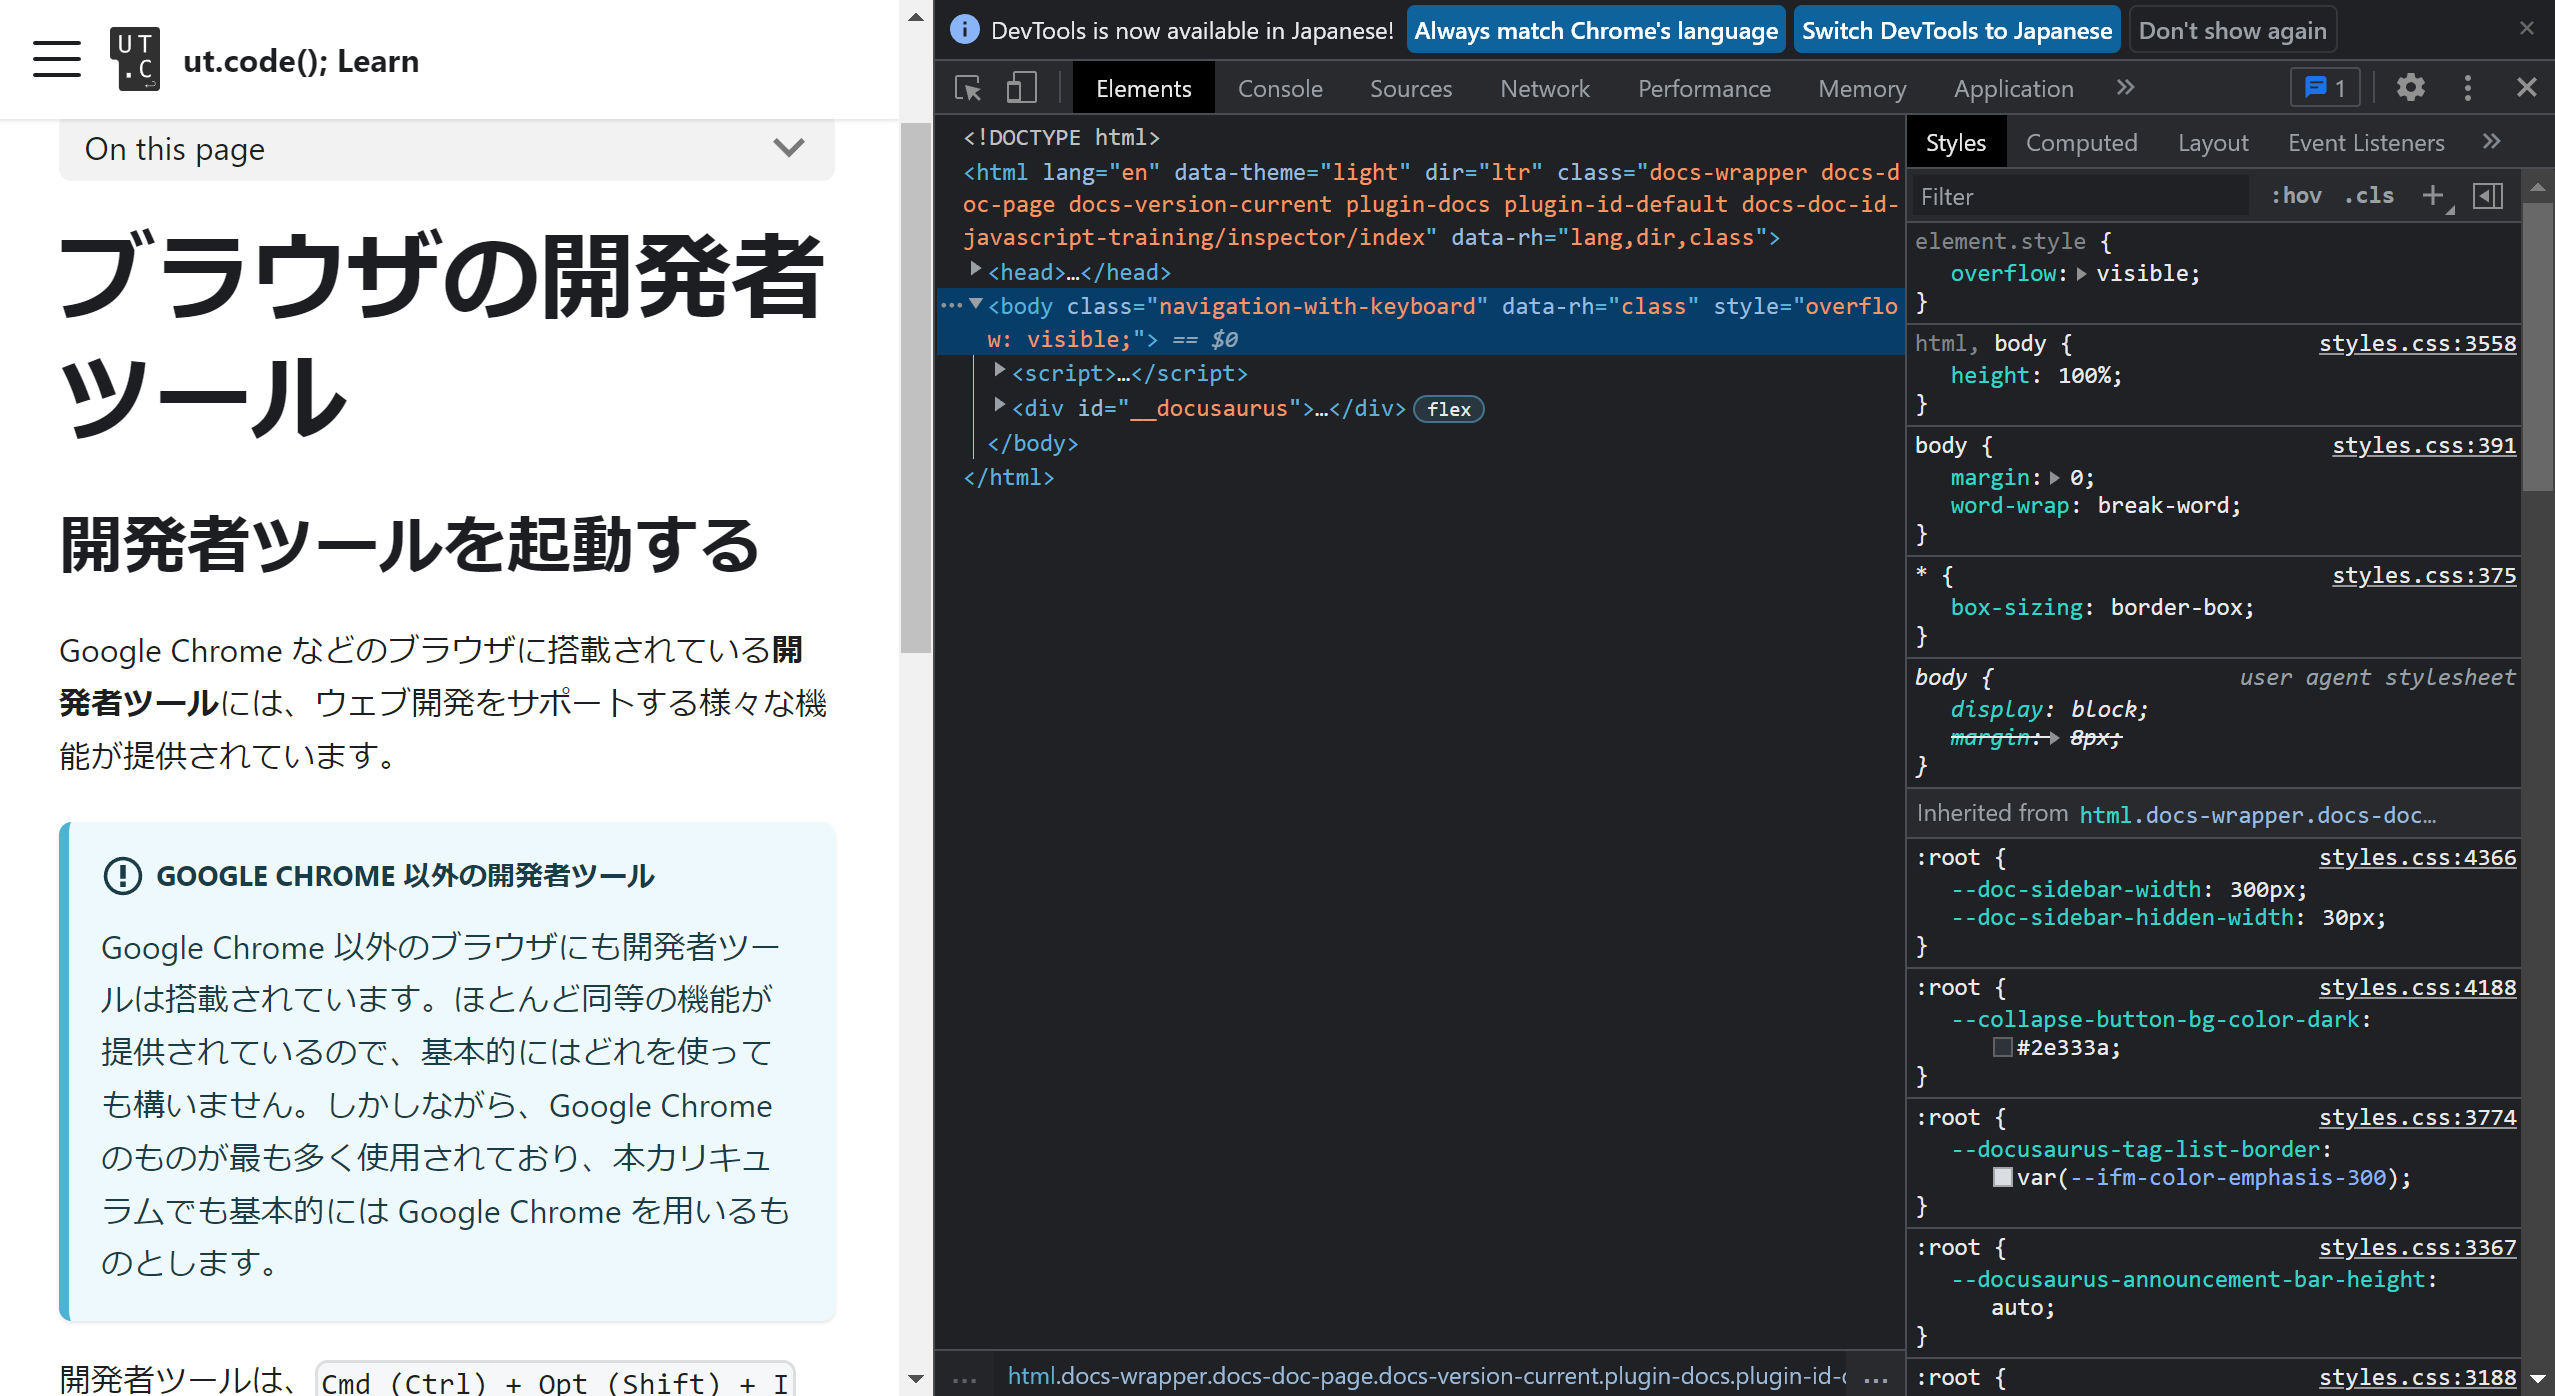 UT
.C
ut.code(); Learn
On this page
ブラウザの開発者
ツール
開発者ツールを起動する
Google Chrome などのブラウザに搭載されている開
発者ツールには、ウェブ開発をサポートする様々な機
能が提供されています。
GOOGLE CHROME 以外の開発者ツール
Google Chrome 以外のブラウザにも開発者ツー
ルは搭載されています。ほとんど同等の機能が
提供されているので、基本的にはどれを使って
も構いません。しかしながら、Google Chrome
のものが最も多く使用されており、本カリキュ
ラムでも基本的には Google Chrome を用いるも
のとします。
開発者ツールは、 Cmd (Ctrl) + Opt (Shift) + I
DevTools is now available in Japanese! Always match Chrome's language Switch DevTools to Japanese Don't show again
Elements Console Sources Network Performance Memory Application 1
<!DOCTYPE html>
<html lang="en" data-theme="light" dir="ltr" class="docs-wrapper docs-d
oc-page docs-version-current plugin-docs plugin-id-default docs-doc-id-
javascript-training/inspector/index" data-rh="lang,dir,class">
<head>…</head>
<body class="navigation-with-keyboard" data-rh="class" style="overflo
w: visible;"> == $0
<script>…</script>
<div id="__docusaurus">…</div> flex
</body>
</html>
... html.docs-wrapper.docs-doc-page.docs-version-current.plugin-docs.plugin-id- ...
Styles Computed Layout Event Listeners
Filter :hov .cls
element.style {
overflow: visible;
}
html, body { styles.css:3558
height: 100%;
}
body { styles.css:391
margin: 0;
word-wrap: break-word;
}
* { styles.css:375
box-sizing: border-box;
}
body { user agent stylesheet
display: block;
margin: 8px;
}
Inherited from html.docs-wrapper.docs-doc…
:root { styles.css:4366
--doc-sidebar-width: 300px;
--doc-sidebar-hidden-width: 30px;
}
:root { styles.css:4188
--collapse-button-bg-color-dark:
#2e333a;
}
:root { styles.css:3774
--docusaurus-tag-list-border:
var(--ifm-color-emphasis-300);
}
:root { styles.css:3367
--docusaurus-announcement-bar-height:
auto;
}
:root { styles.css:3188